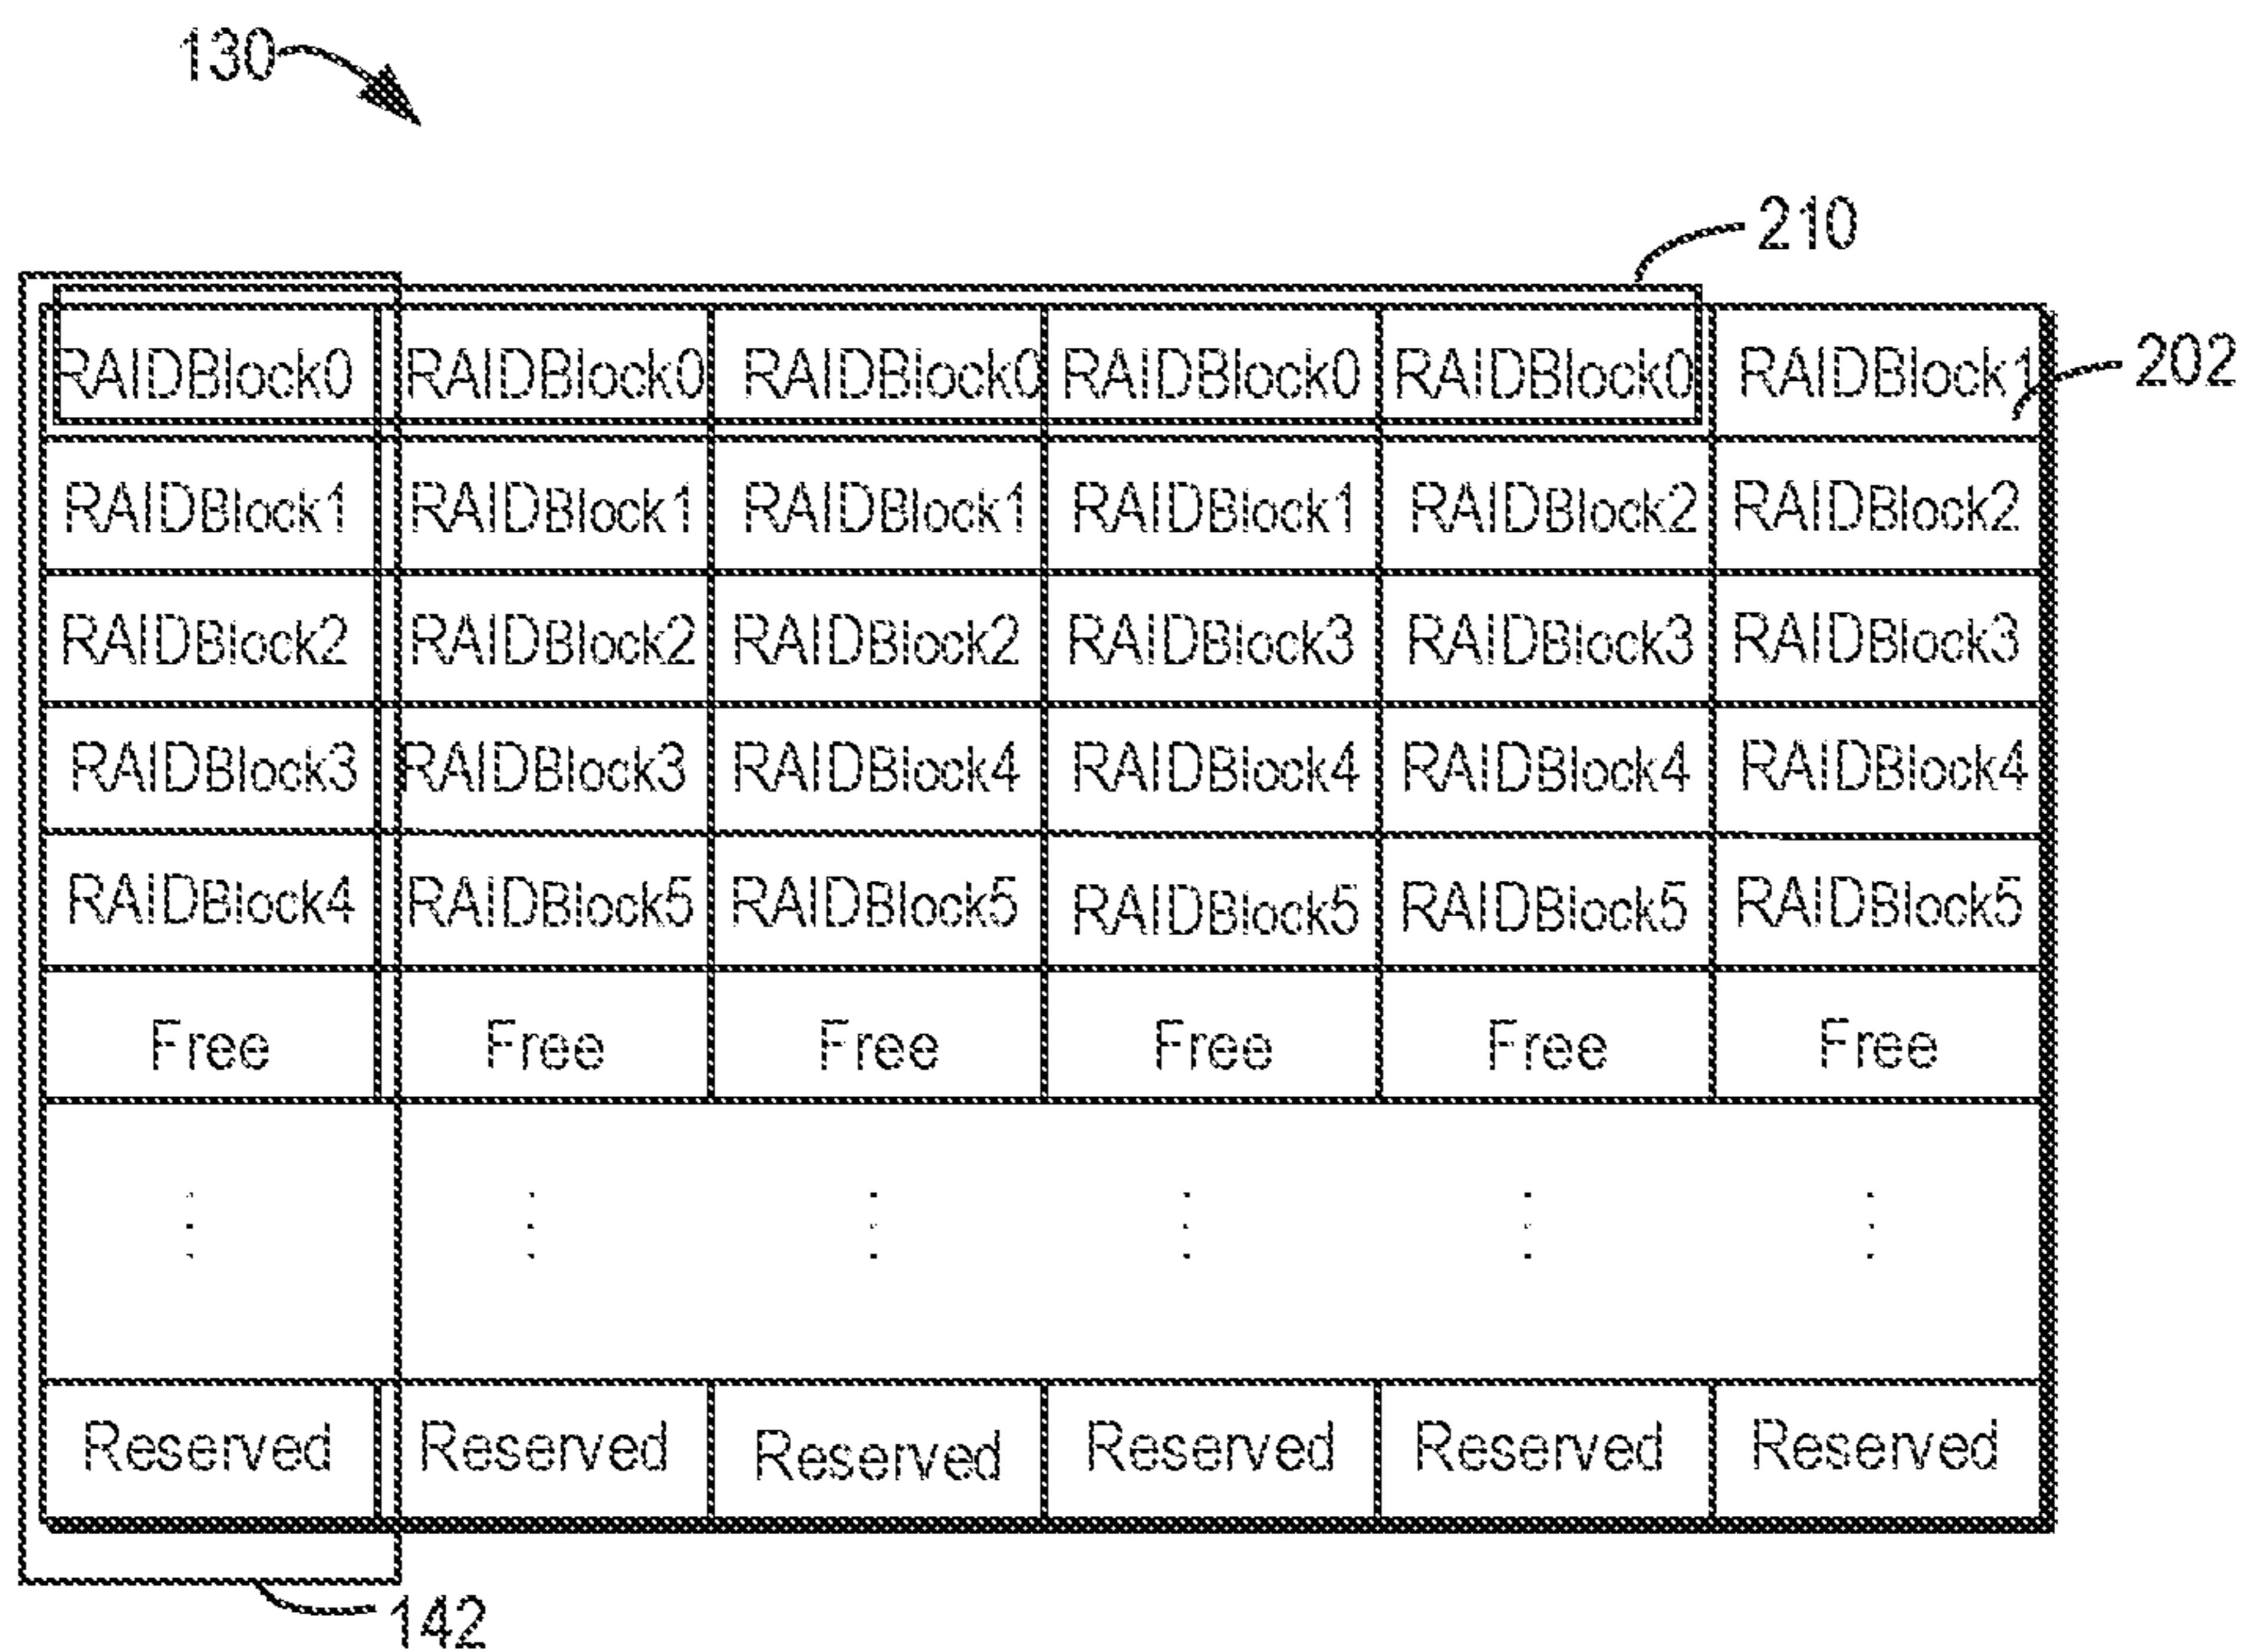 130
210
RAIDBlock0 RAIDBlock0 RAIDBlock0 RAIDBlock0 RAIDBlock0 RAIDBlock1 202
RAIDBlock1 RAIDBlock1 RAIDBlock1 RAIDBlock1 RAIDBlock2 RAIDBlock2
RAIDBlock2 RAIDBlock2 RAIDBlock2 RAIDBlock3 RAIDBlock3 RAIDBlock3
RAIDBlock3 RAIDBlock3 RAIDBlock4 RAIDBlock4 RAIDBlock4 RAIDBlock4
RAIDBlock4 RAIDBlock5 RAIDBlock5 RAIDBlock5 RAIDBlock5 RAIDBlock5
Free Free Free Free Free Free
Reserved Reserved Reserved Reserved Reserved Reserved
142